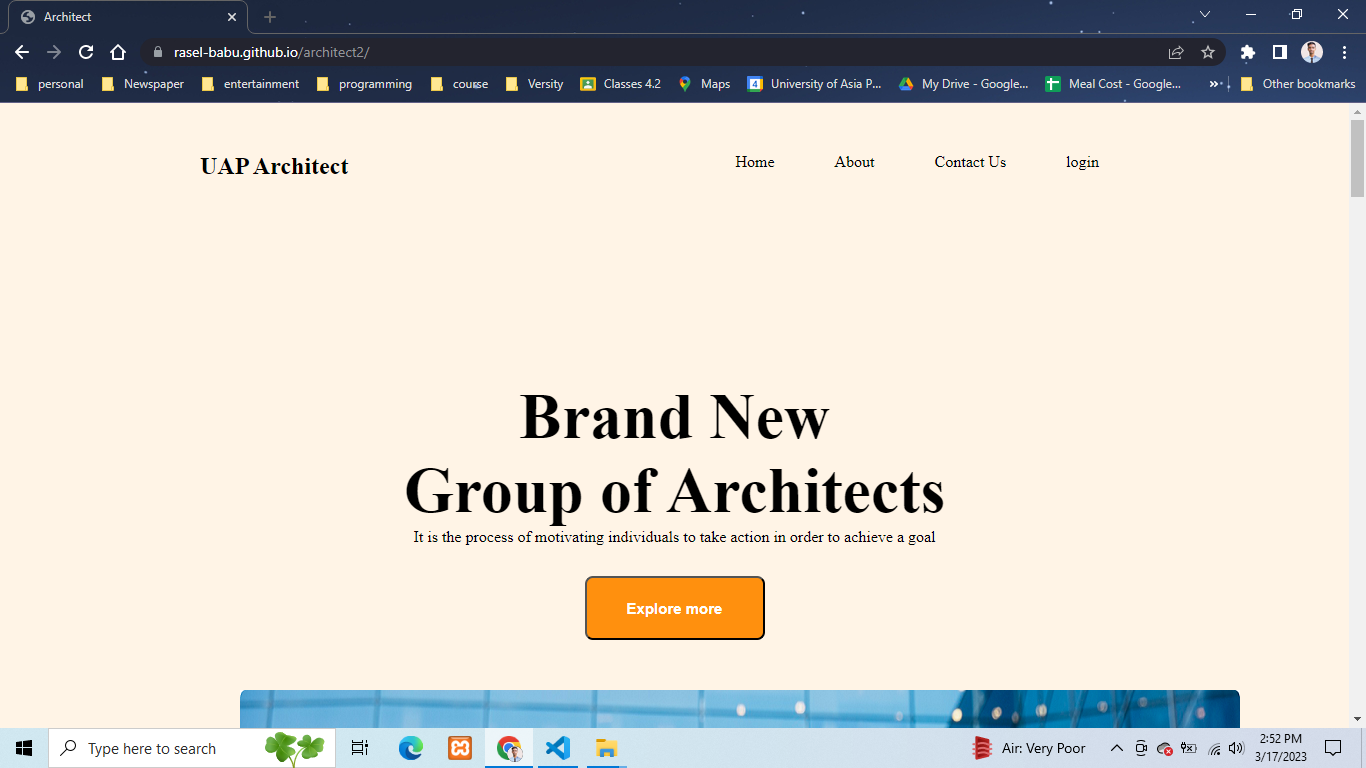 Architect
rasel-babu.github.io/architect2/
personal
Newspaper
entertainment
programming
course
Versity
Classes 4.2
Maps
4
University of Asia P...
My Drive - Google...
Meal Cost - Google...
»
Other bookmarks
UAP Architect
Home
About
Contact Us
login
Brand New
Group of Architects
It is the process of motivating individuals to take action in order to achieve a goal
Explore more
Type here to search
Air: Very Poor
2:52 PM
3/17/2023